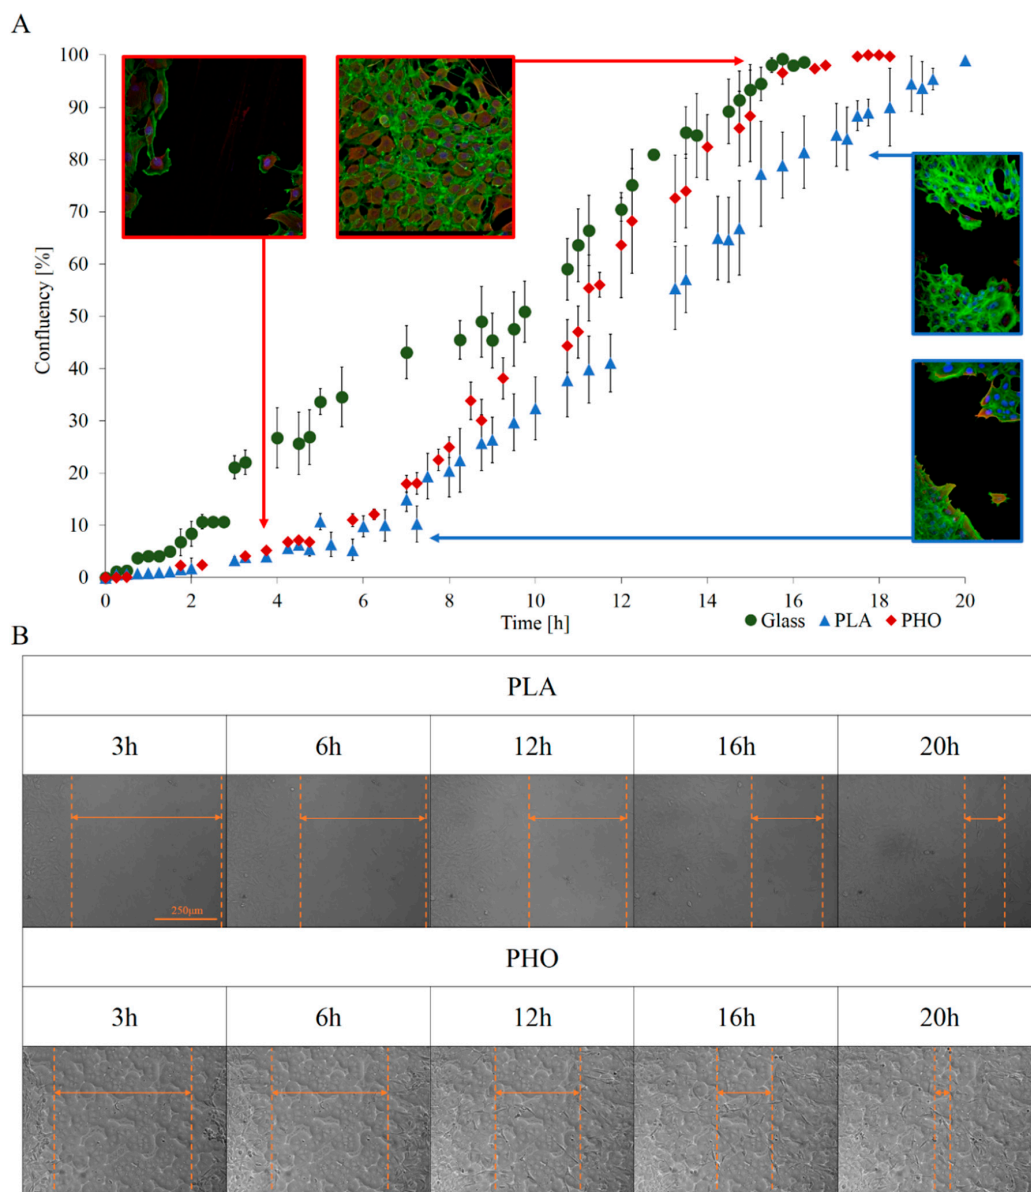 A
Confluency [%]
100
90
80
70
60
50
40
30
20
10
0
0 2 4 6 8 10 12 14 16 18 20
Time [h]
Glass PLA PHO
B
PLA
3h 6h 12h 16h 20h
250μm
PHO
3h 6h 12h 16h 20h